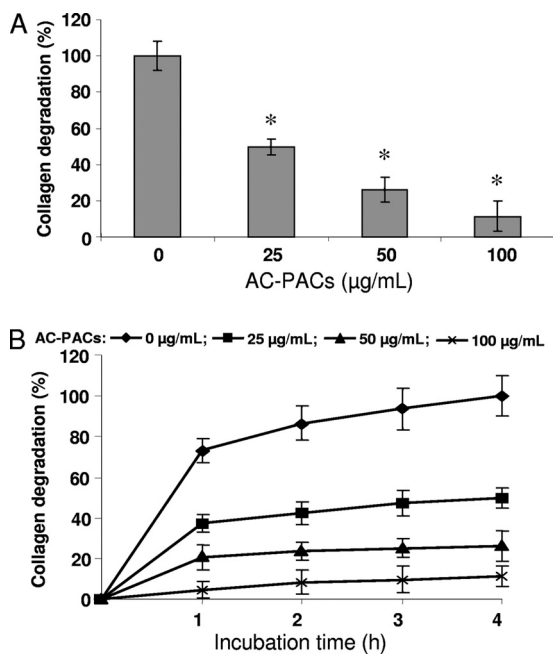 A
Collagen degradation (%)
120
100
80
60
40
20
0
*
*
*
0 25 50 100
AC-PACs (µg/mL)
B
AC-PACs: 0 µg/mL; 25 µg/mL; 50 µg/mL; 100 µg/mL
Collagen degradation (%)
120
100
80
60
40
20
0
1 2 3 4
Incubation time (h)